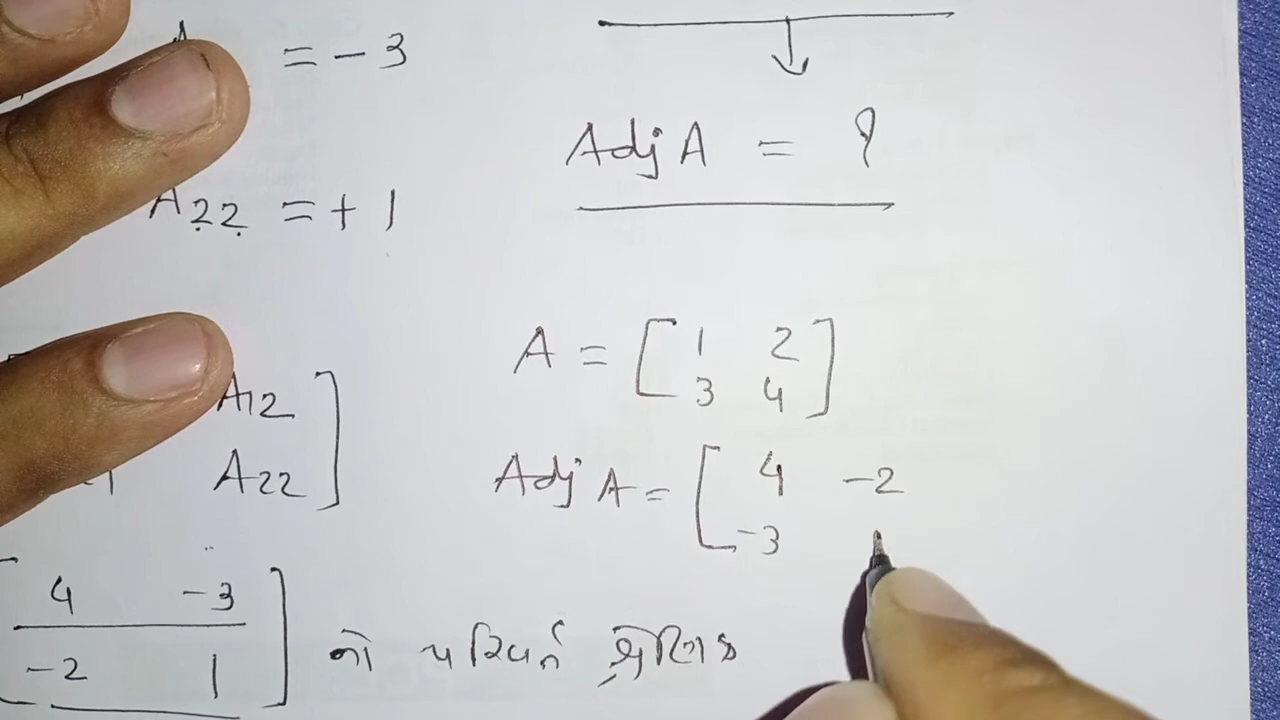 = - 3
A22 = + 1
A12
A22 ]
[ 4 -3
-2 1 ] નો પરિવર્ત શ્રેણિક
Adj A = ?
A = [ 1 2
3 4 ]
Adj A = [ 4 -2
-3